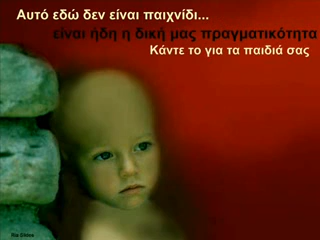 Αυτό εδώ δεν είναι παιχνίδι...
είναι ήδη η δική μας πραγματικότητα
Κάντε το για τα παιδιά σας